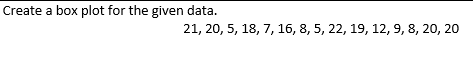 Create a box plot for the given data.
21, 20, 5, 18, 7, 16, 8, 5, 22, 19, 12, 9, 8, 20, 20